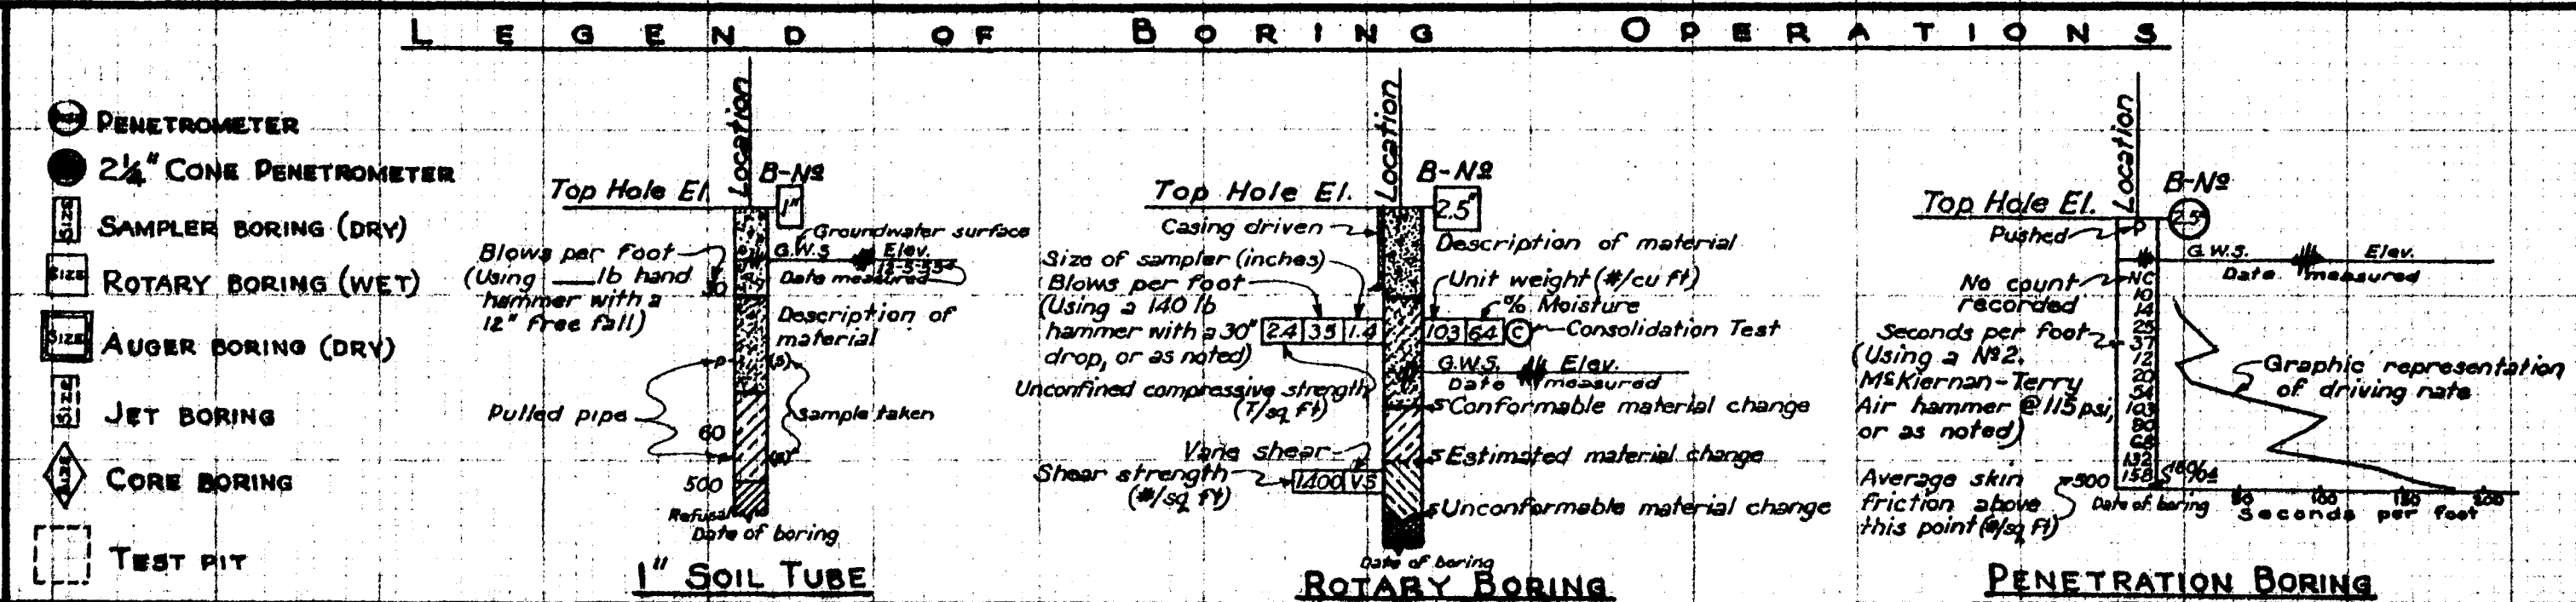 LEGEND OF BORING OPERATIONS
PENETROMETER
2¼" CONE PENETROMETER
SIZE
SAMPLER BORING (DRY)
SIZE
ROTARY BORING (WET)
SIZE
AUGER BORING (DRY)
SIZE
JET BORING
SIZE
CORE BORING
TEST PIT
Location
B-Nº
Top Hole El.
1"
Groundwater surface
G.W.S. Elev.
Date measured
Blows per foot
(Using ___ lb hand
hammer with a
12" free fall)
Description of
material
P
(S)
Pulled pipe
Sample taken
60
P
(S)
500
Refusal
Date of boring
1" SOIL TUBE
Location
B-Nº
Top Hole El.
2.5"
Casing driven
Description of material
Size of sampler (inches)
Blows per foot
(Using a 140 lb
hammer with a 30"
drop, or as noted)
Unit weight (#/cu ft)
% Moisture
2.4 35 1.4
103 64 C
Consolidation Test
G.W.S. Elev.
Date measured
Unconfined compressive strength
(T/sq ft)
Conformable material change
Vane shear
Estimated material change
Shear strength
(#/sq ft)
1400 VS
Unconformable material change
Date of boring
ROTARY BORING
Location
B-Nº
Top Hole El.
2.5"
Pushed
P
G.W.S. Elev.
Date measured
No count
recorded
NC
10
14
25
37
12
20
54
103
80
68
132
158
Seconds per foot
(Using a Nº2.
McKiernan-Terry
Air hammer @ 115 psi,
or as noted)
Graphic representation
of driving rate
Average skin
friction above
this point (#/sq ft)
500
Date of boring
50 100 150 200
Seconds per foot
PENETRATION BORING